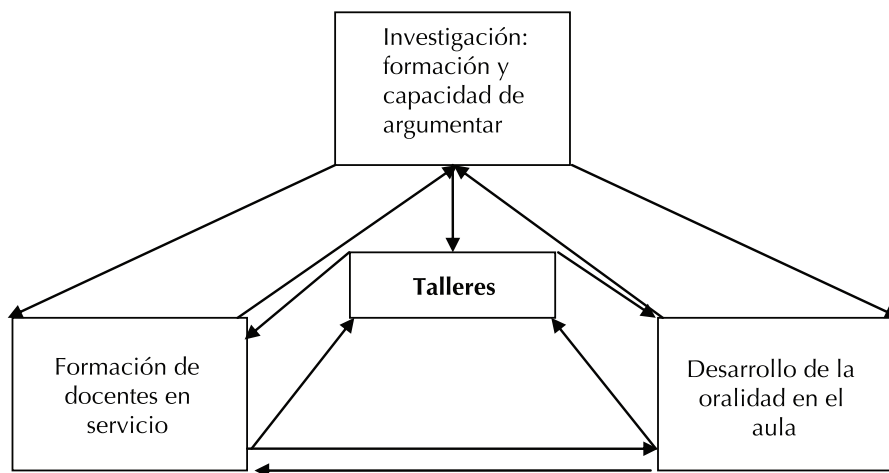 Investigación:
formación y
capacidad de
argumentar
Talleres
Formación de
docentes en
servicio
Desarrollo de la
oralidad en el
aula